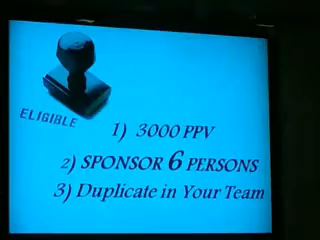 ELIGIBLE
1) 3000 PPV
2) SPONSOR 6 PERSONS
3) Duplicate in Your Team